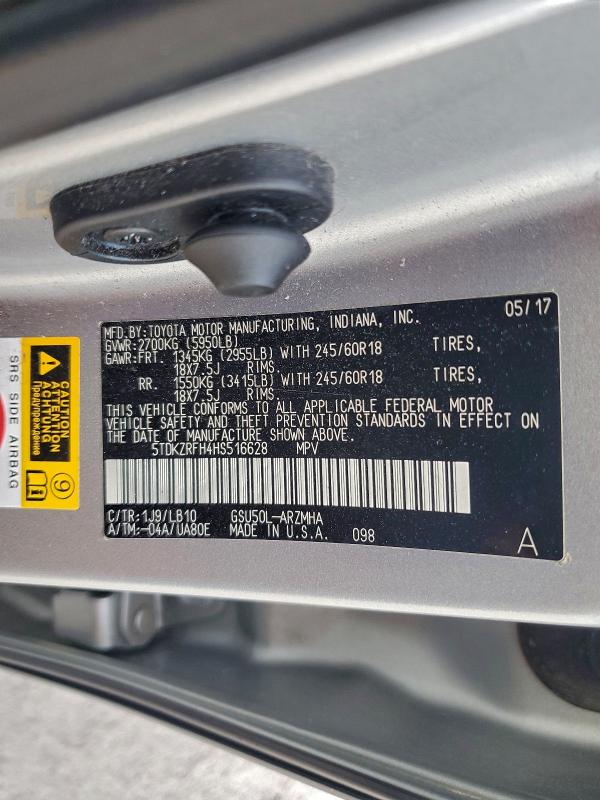 MFD.BY:TOYOTA MOTOR MANUFACTURING, INDIANA, INC. 05/17
GVWR:2700KG (5950LB)
GAWR:FRT. 1345KG (2955LB) WITH 245/60R18 TIRES,
18X7.5J RIMS.
RR. 1550KG (3415LB) WITH 245/60R18 TIRES,
18X7.5J RIMS.
THIS VEHICLE CONFORMS TO ALL APPLICABLE FEDERAL MOTOR
VEHICLE SAFETY AND THEFT PREVENTION STANDARDS IN EFFECT ON
THE DATE OF MANUFACTURE SHOWN ABOVE.
5TDKZRFH4HS516628 MPV
C/TR:1J9/LB10 GSU50L-ARZMHA
A/TM:-04A/UA80E MADE IN U.S.A. 098 A
CAUTION
ATTENTION
ACHTUNG
Предупреждение
9
SRS SIDE AIRBAG